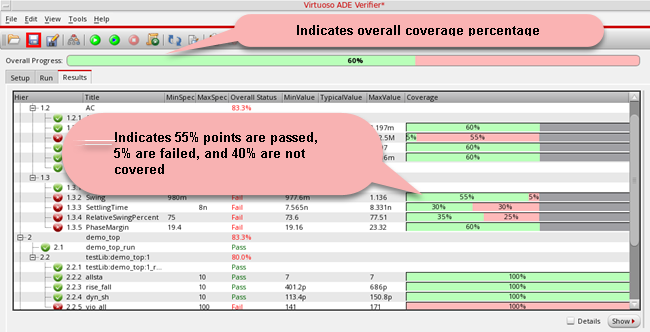 Virtuoso ADE Verifier*
File Edit View Tools Help
Indicates overall coverage percentage
Overall Progress: 60%
Setup Run Results
Hier Title MinSpec MaxSpec Overall Status MinValue TypicalValue MaxValue Coverage
1.2 AC 83.3%
1.2.1
.197m 60%
2.5M 5% 55%
60%
6m 60%
Indicates 55% points are passed,
5% are failed, and 40% are not
covered
1.3
1.3.2 Swing 980m Fail 977.6m 1.136 55% 5%
1.3.3 SettlingTime 8n Fail 7.565n 8.331n 30% 30%
1.3.4 RelativeSwingPercent 75 Fail 73.6 77.51 35% 25%
1.3.5 PhaseMargin 19.4 Fail 19.16 23.32 60%
2 demo_top 83.3%
2.1 demo_top_run Pass
2.2 testLib:demo_top:1 80.0%
2.2.1 testLib:demo_top:1_r... Pass
2.2.2 allsta 10 Pass 7 7 100%
2.2.3 rise_fall 10 Pass 401.2p 686p 100%
2.2.4 dyn_sh 10 Pass 113.4p 150.8p 100%
2.2.5 vip_all 100 Fail 141 171 100%
Details Show